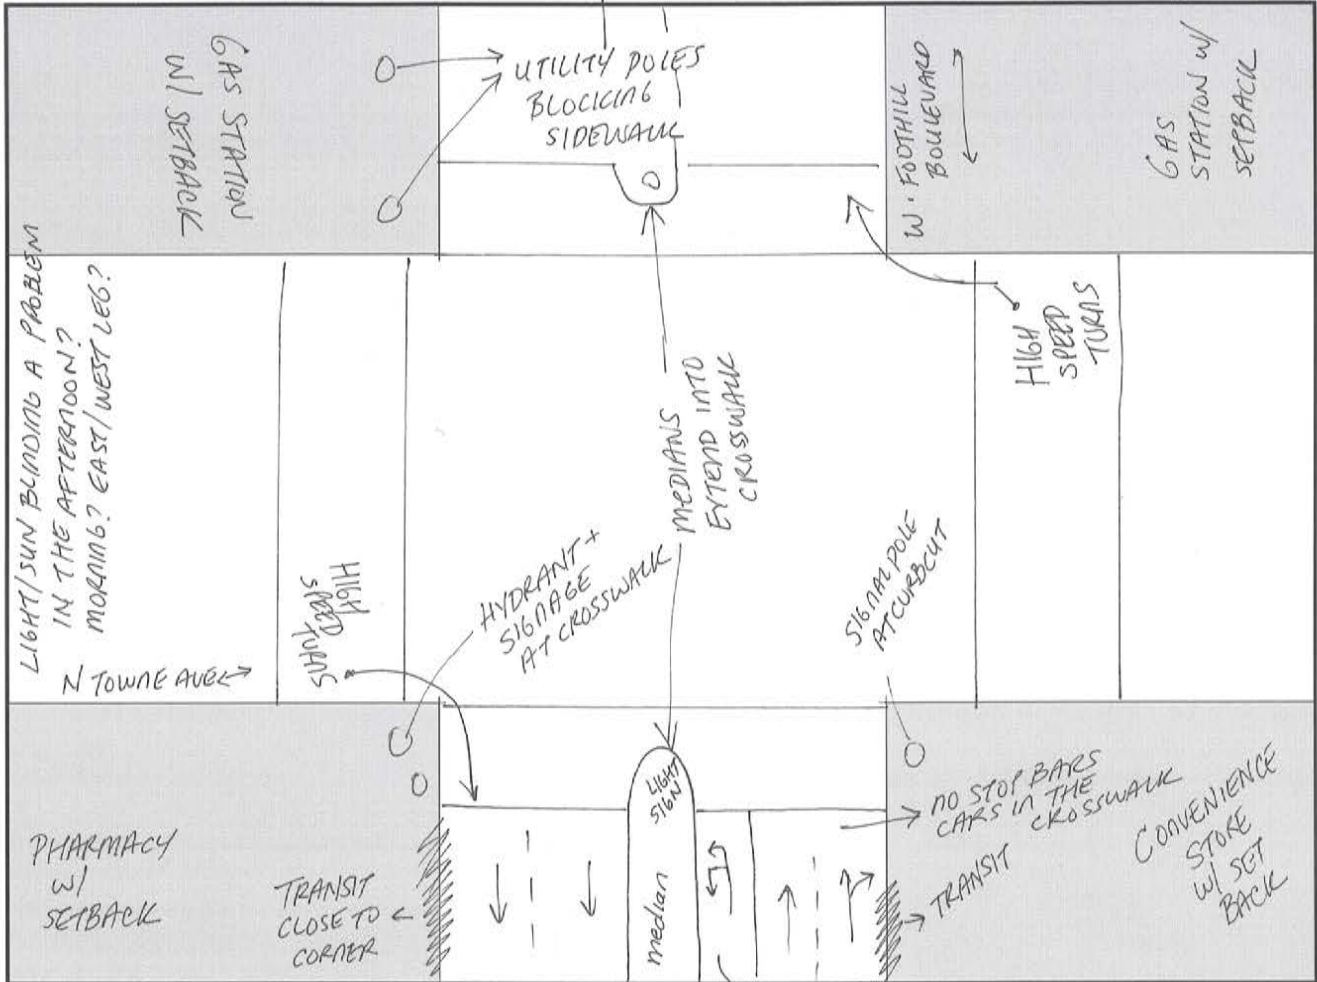 GAS STATION
W/ SETBACK
UTILITY POLES
BLOCKING
SIDEWALK
W. FOOTHILL
BOULEVARD
GAS
STATION W/
SETBACK
LIGHT/SUN BLINDING A PROBLEM
IN THE AFTERNOON?
MORNING? EAST/WEST LEG?
HIGH
SPEED
TURNS
MEDIANS
EXTEND INTO
CROSSWALK
HYDRANT +
SIGNAGE
AT CROSSWALK
SIGNAL POLE
AT CURBCUT
HIGH
SPEED
TURNS
N TOWNE AVE
LIGHT
SIGN
median
NO STOP BARS
CARS IN THE
CROSSWALK
TRANSIT
CONVENIENCE
STORE
W/ SET
BACK
PHARMACY
W/
SETBACK
TRANSIT
CLOSE TO
CORNER